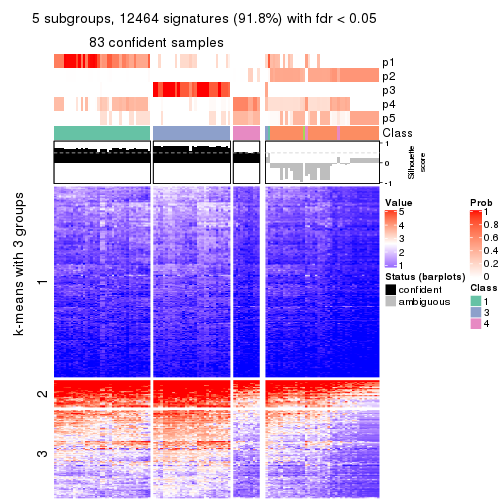 5 subgroups, 12464 signatures (91.8%) with fdr < 0.05
83 confident samples
p1
p2
p3
p4
p5
Class
1
0
-1
Silhouette
score
k-means with 3 groups
1
2
3
Value
5
4
3
2
1
Status (barplots)
confident
ambiguous
Prob
1
0.8
0.6
0.4
0.2
0
Class
1
3
4